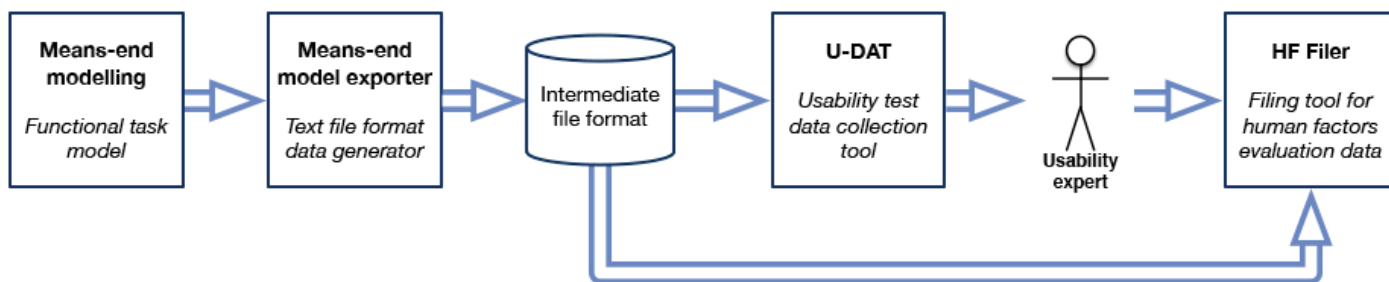 Means-end
modelling
Functional task
model
Means-end
model exporter
Text file format
data generator
Intermediate
file format
U-DAT
Usability test
data collection
tool
Usability
expert
HF Filer
Filing tool for
human factors
evaluation data